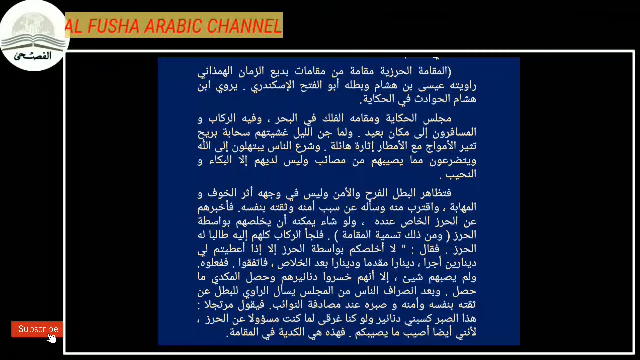 AL FUSHA ARABIC CHANNEL
الفصحى
(المقامة الحرزية مقامة من مقامات بديع الزمان الهمذاني
راويته عيسى بن هشام وبطله أبو الفتح الإسكندري . يروي ابن
هشام الحوادث في الحكاية.
مجلس الحكاية ومقامه الفلك في البحر ، وفيه الركاب و
المسافرون إلى مكان بعيد . ولما جن الليل غشيتهم سحابة بريح
تثير الأمواج مع الأمطار إثارة هائلة . وشرع الناس يبتهلون إلى الله
ويتضرعون مما يصيبهم من مصائب وليس لديهم إلا البكاء و
النحيب .
فتظاهر البطل الفرح والأمن وليس في وجهه أثر الخوف و
المهابة ، واقترب منه وسأله عن سبب أمنه وثقته بنفسه. فأخبرهم
عن الحرز الخاص عنده ، ولو شاء يمكنه أن يخلصهم بواسطة
الحرز ( ومن ذلك تسمية المقامة ) . فلجأ الركاب كلهم إليه طالبا له
الحرز . فقال : " لا أخلصكم بواسطة الحرز إلا إذا أعطيتم لي
دينارين أجرا ، دينارا مقدما ودينارا بعد الخلاص ، فاتفقوا . ففعلوه.
ولم يصبهم شيئ ، إلا أنهم خسروا دنانيرهم وحصل المكدي ما
حصل . وبعد انصراف الناس من المجلس يسأل الراوي للبطل عن
ثقته بنفسه وأمنه و صبره عند مصادفة النوائب. فيقول مرتجلا :
هذا الصبر كسبني دنانير ولو كنا غرقى لما كنت مسؤولا عن الحرز ،
لأنني أيضا أصيب ما يصيبكم . فهذه هي الكدية في المقامة.
Subscribe